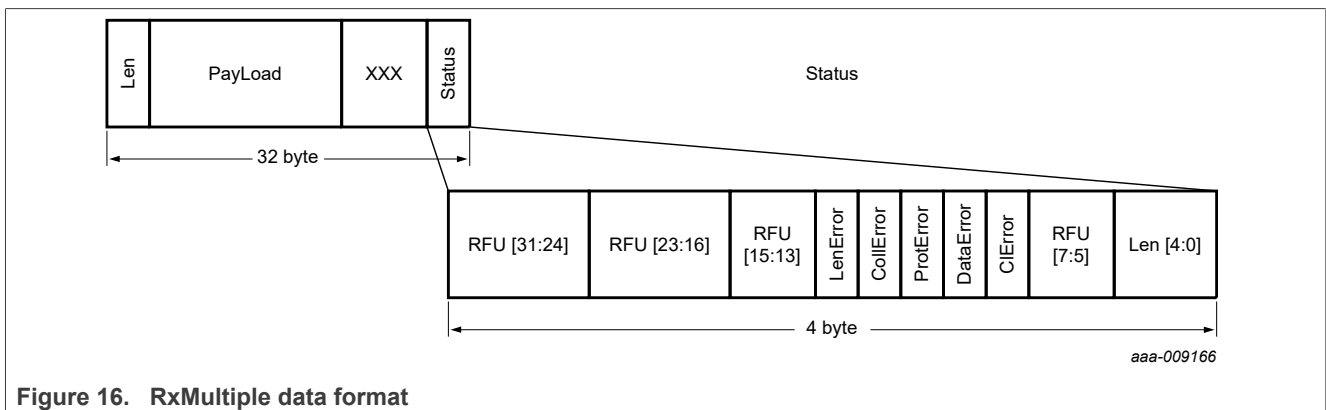 Len
PayLoad
XXX
Status
Status
32 byte
RFU [31:24]
RFU [23:16]
RFU
[15:13]
LenError
CollError
ProtError
DataError
ClError
RFU
[7:5]
Len [4:0]
4 byte
aaa-009166
Figure 16. RxMultiple data format